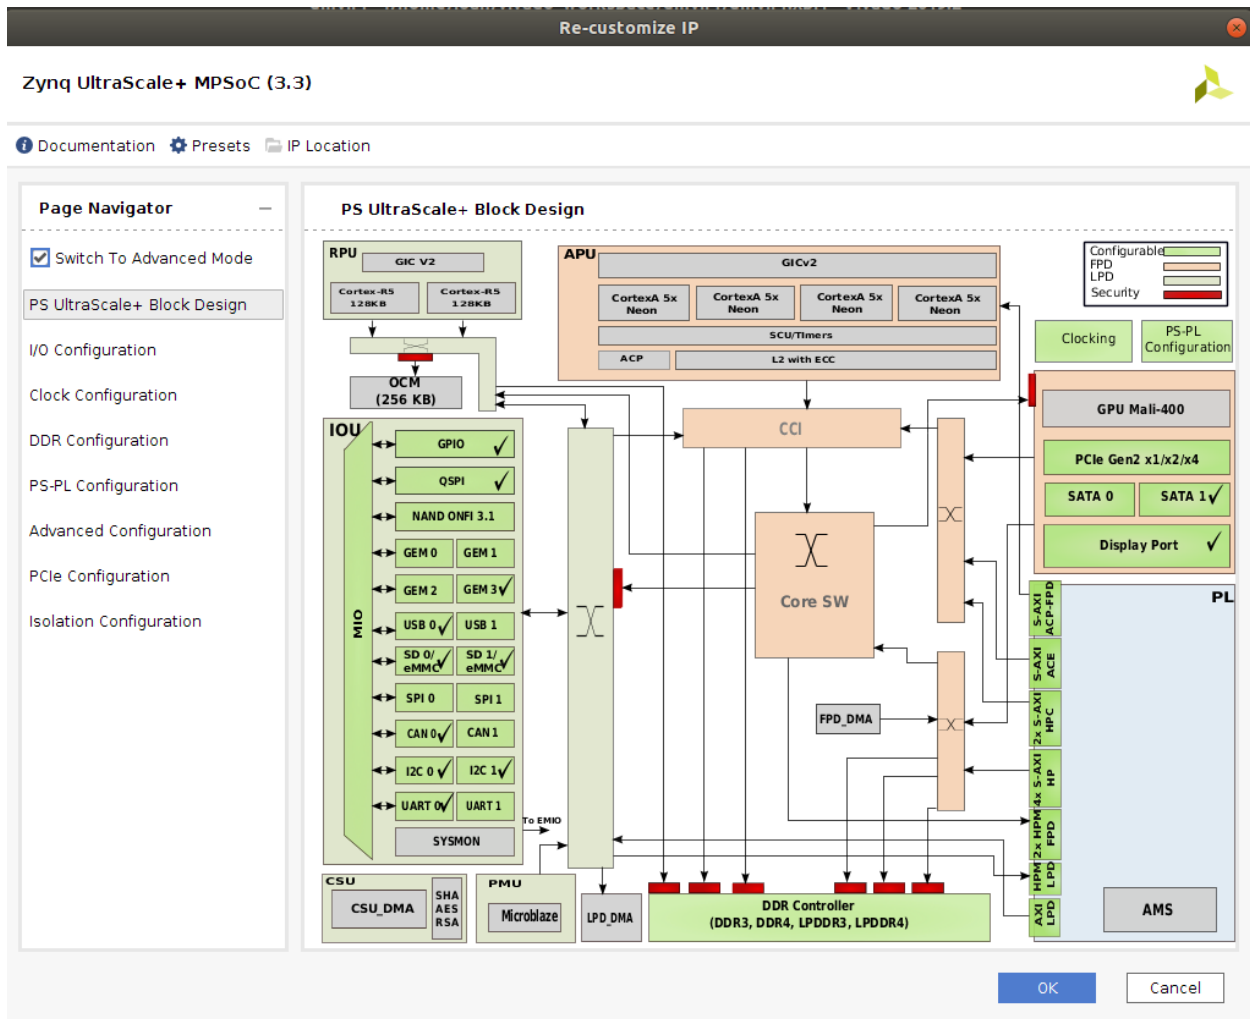 Re-customize IP
Zynq UltraScale+ MPSoC (3.3)
Documentation
Presets
IP Location
Page Navigator
Switch To Advanced Mode
PS UltraScale+ Block Design
I/O Configuration
Clock Configuration
DDR Configuration
PS-PL Configuration
Advanced Configuration
PCIe Configuration
Isolation Configuration
PS UltraScale+ Block Design
RPU
GIC V2
Cortex-R5
128KB
Cortex-R5
128KB
OCM
(256 KB)
APU
GICv2
CortexA 5x
Neon
CortexA 5x
Neon
CortexA 5x
Neon
CortexA 5x
Neon
SCU/TImers
ACP
L2 with ECC
Configurable
FPD
LPD
Security
Clocking
PS-PL
Configuration
GPU Mali-400
PCIe Gen2 x1/x2/x4
SATA 0
SATA 1
Display Port
CCI
Core SW
FPD_DMA
IOU
MIO
GPIO
QSPI
NAND ONFI 3.1
GEM 0
GEM 1
GEM 2
GEM 3
USB 0
USB 1
SD 0/
eMMC
SD 1/
eMMC
SPI 0
SPI 1
CAN 0
CAN 1
I2C 0
I2C 1
UART 0
UART 1
SYSMON
To EMIO
CSU
CSU_DMA
SHA
AES
RSA
PMU
Microblaze
LPD_DMA
DDR Controller
(DDR3, DDR4, LPDDR3, LPDDR4)
PL
S-AXI
ACP-FPD
S-AXI
ACE
2x S-AXI
HPC
4x S-AXI
HP
2x HPM
FPD
HPM
LPD
AXI
LPD
AMS
OK
Cancel